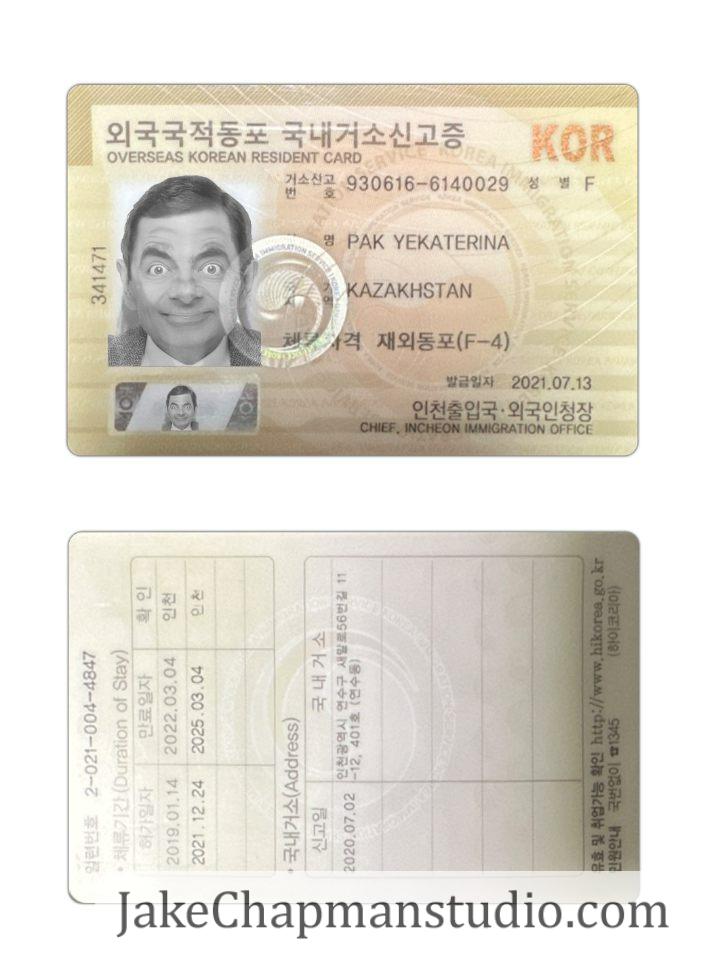 외국국적동포 국내거소신고증
OVERSEAS KOREAN RESIDENT CARD
KOR
거소신고번호 930616-6140029 성별 F
명 PAK YEKATERINA
KAZAKHSTAN
지역
체류자격 재외동포(F-4)
발급일자 2021.07.13
인천출입국·외국인청장
CHIEF, INCHEON IMMIGRATION OFFICE
341471
일련번호 2-021-004-4847
• 체류기간(Duration of Stay)
허가일자 만료일자 확인
2019.01.14 2022.03.04 인천
2021.12.24 2025.03.04 인천
• 국내거소(Address)
신고일 국내거소
2020.07.02 인천광역시 연수구 새말로56번길 11
-12, 401호 (연수동)
유효 및 취업가능 확인 http://www.hikorea.go.kr
민원안내 국번없이 ☎1345 (하이코리아)
JakeChapmanstudio.com